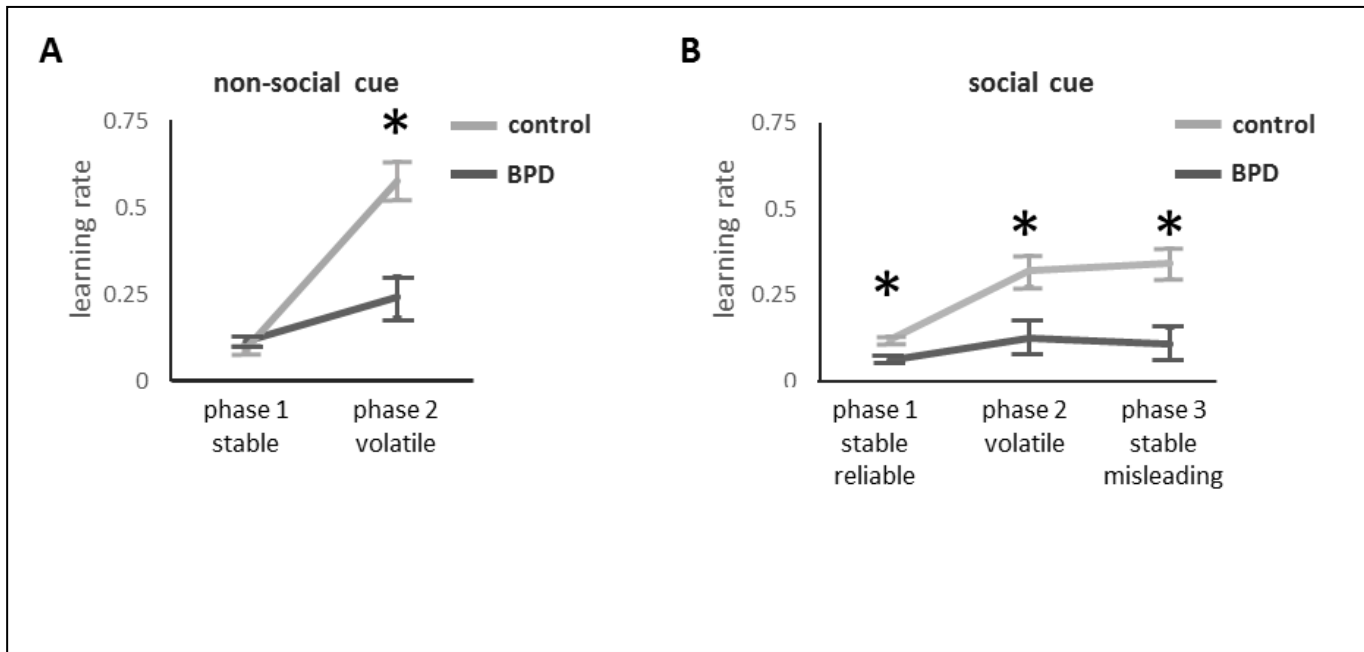 A
non-social cue
control
BPD
*
learning rate
0.75
0.5
0.25
0
phase 1
stable
phase 2
volatile
B
social cue
control
BPD
*
*
*
learning rate
0.75
0.5
0.25
0
phase 1
stable
reliable
phase 2
volatile
phase 3
stable
misleading